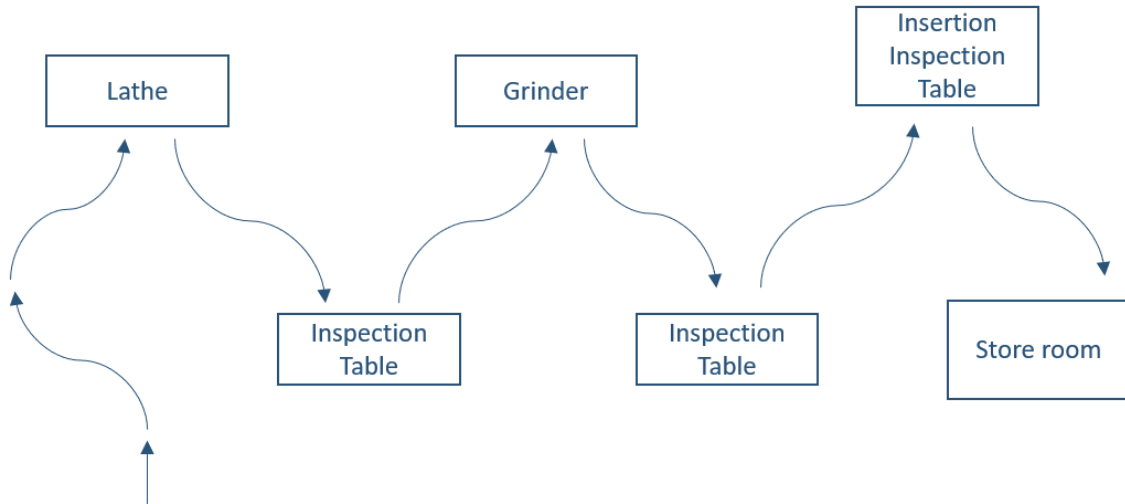 Insertion
Inspection
Table
Lathe
Grinder
Inspection
Table
Inspection
Table
Store room